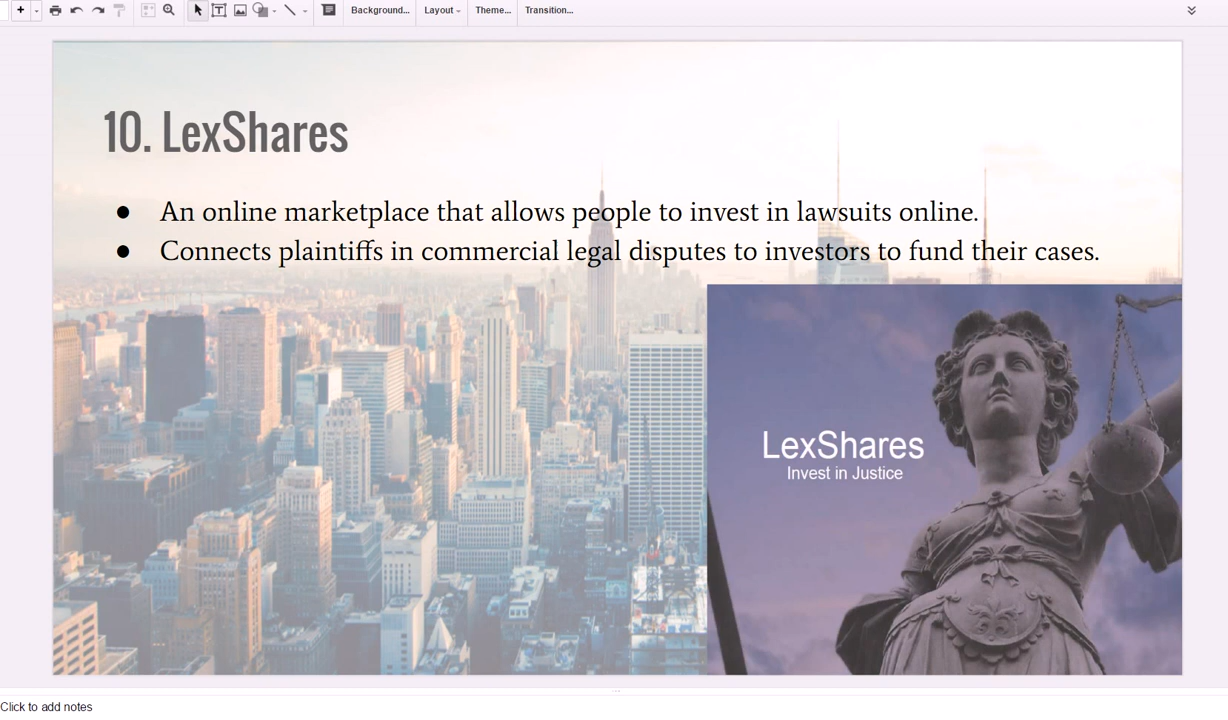 Background...
Layout
Theme...
Transition...
10. LexShares
● An online marketplace that allows people to invest in lawsuits online.
● Connects plaintiffs in commercial legal disputes to investors to fund their cases.
LexShares
Invest in Justice
Click to add notes